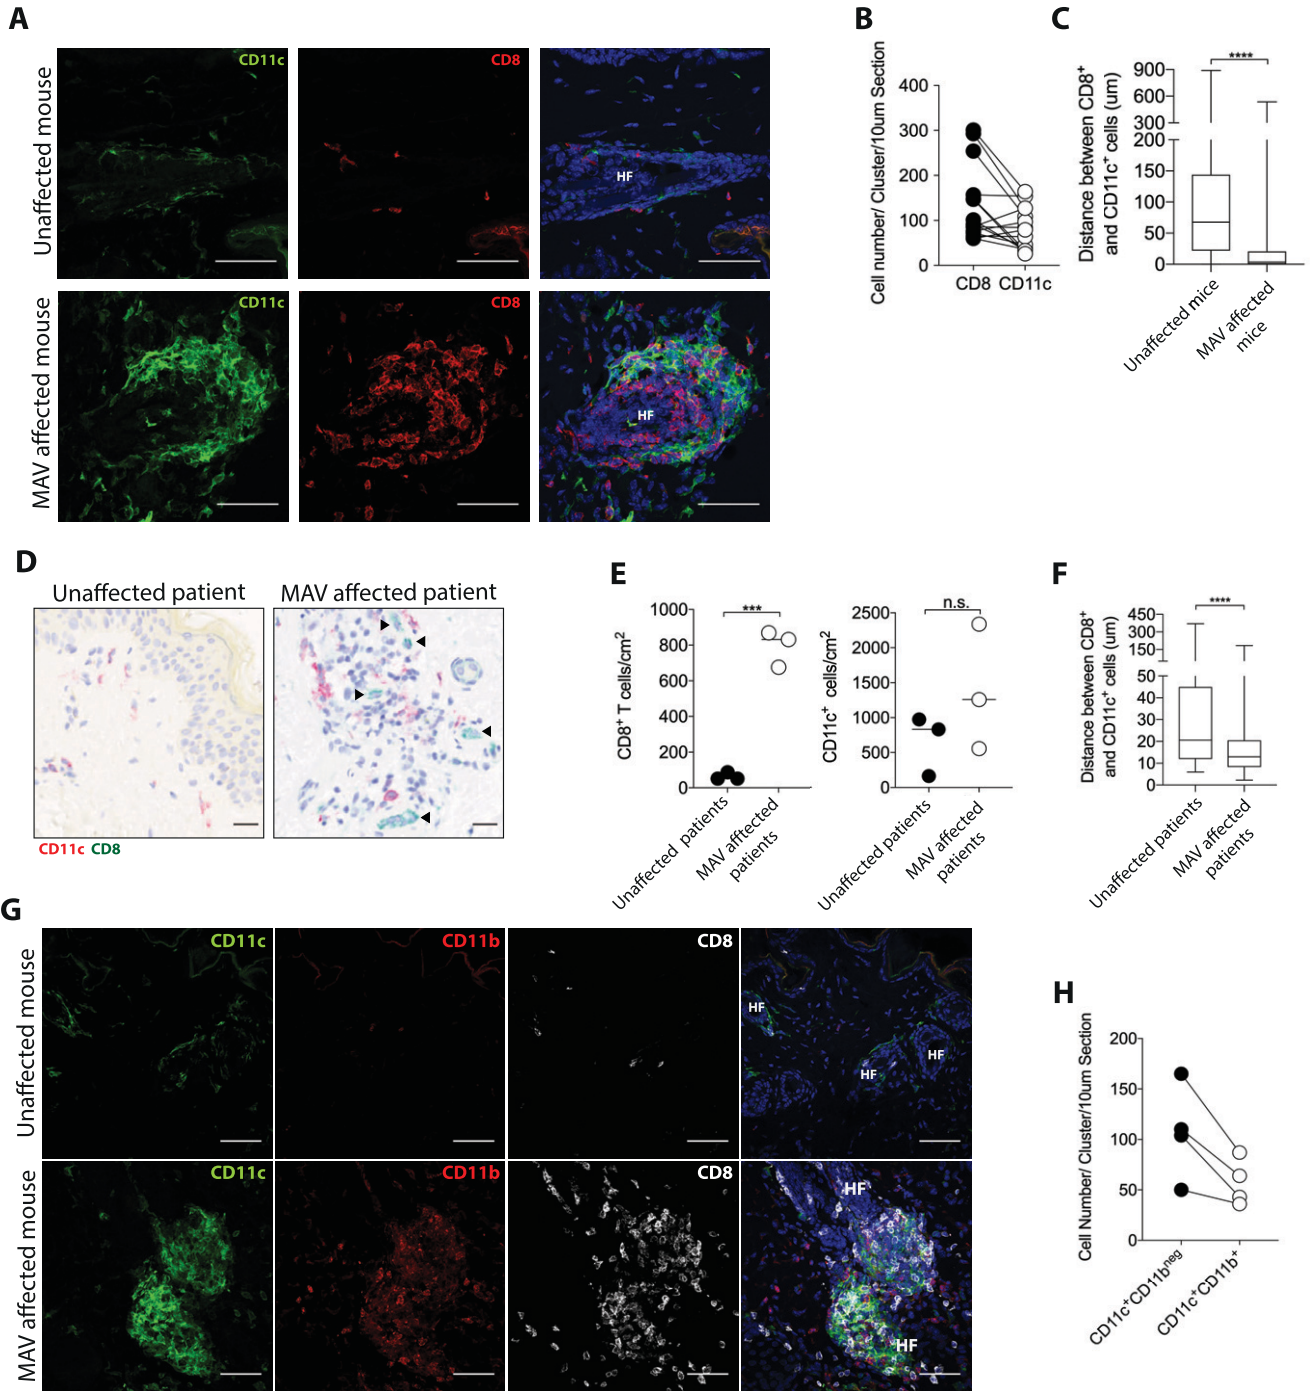 A
Unaffected mouse
CD11c
CD8
HF
MAV affected mouse
CD11c
CD8
HF
B
Cell number/ Cluster/10um Section
400
300
200
100
0
CD8 CD11c
C
Distance between CD8+
and CD11c+ cells (um)
****
900
600
300
200
150
100
50
0
Unaffected mice
MAV affected
mice
D
Unaffected patient
MAV affected patient
CD11c CD8
E
CD8+ T cells/cm2
***
1000
800
600
400
200
0
Unaffected patients
MAV affected
patients
CD11c+ cells/cm2
n.s.
2500
2000
1500
1000
500
0
Unaffected patients
MAV affected
patients
F
Distance between CD8+
and CD11c+ cells (um)
****
450
300
150
50
40
30
20
10
0
Unaffected patients
MAV affected
patients
G
Unaffected mouse
CD11c
CD11b
CD8
HF
HF
HF
MAV affected mouse
CD11c
CD11b
CD8
HF
HF
H
Cell Number/ Cluster/10um Section
200
150
100
50
0
CD11c+CD11bneg
CD11c+CD11b+